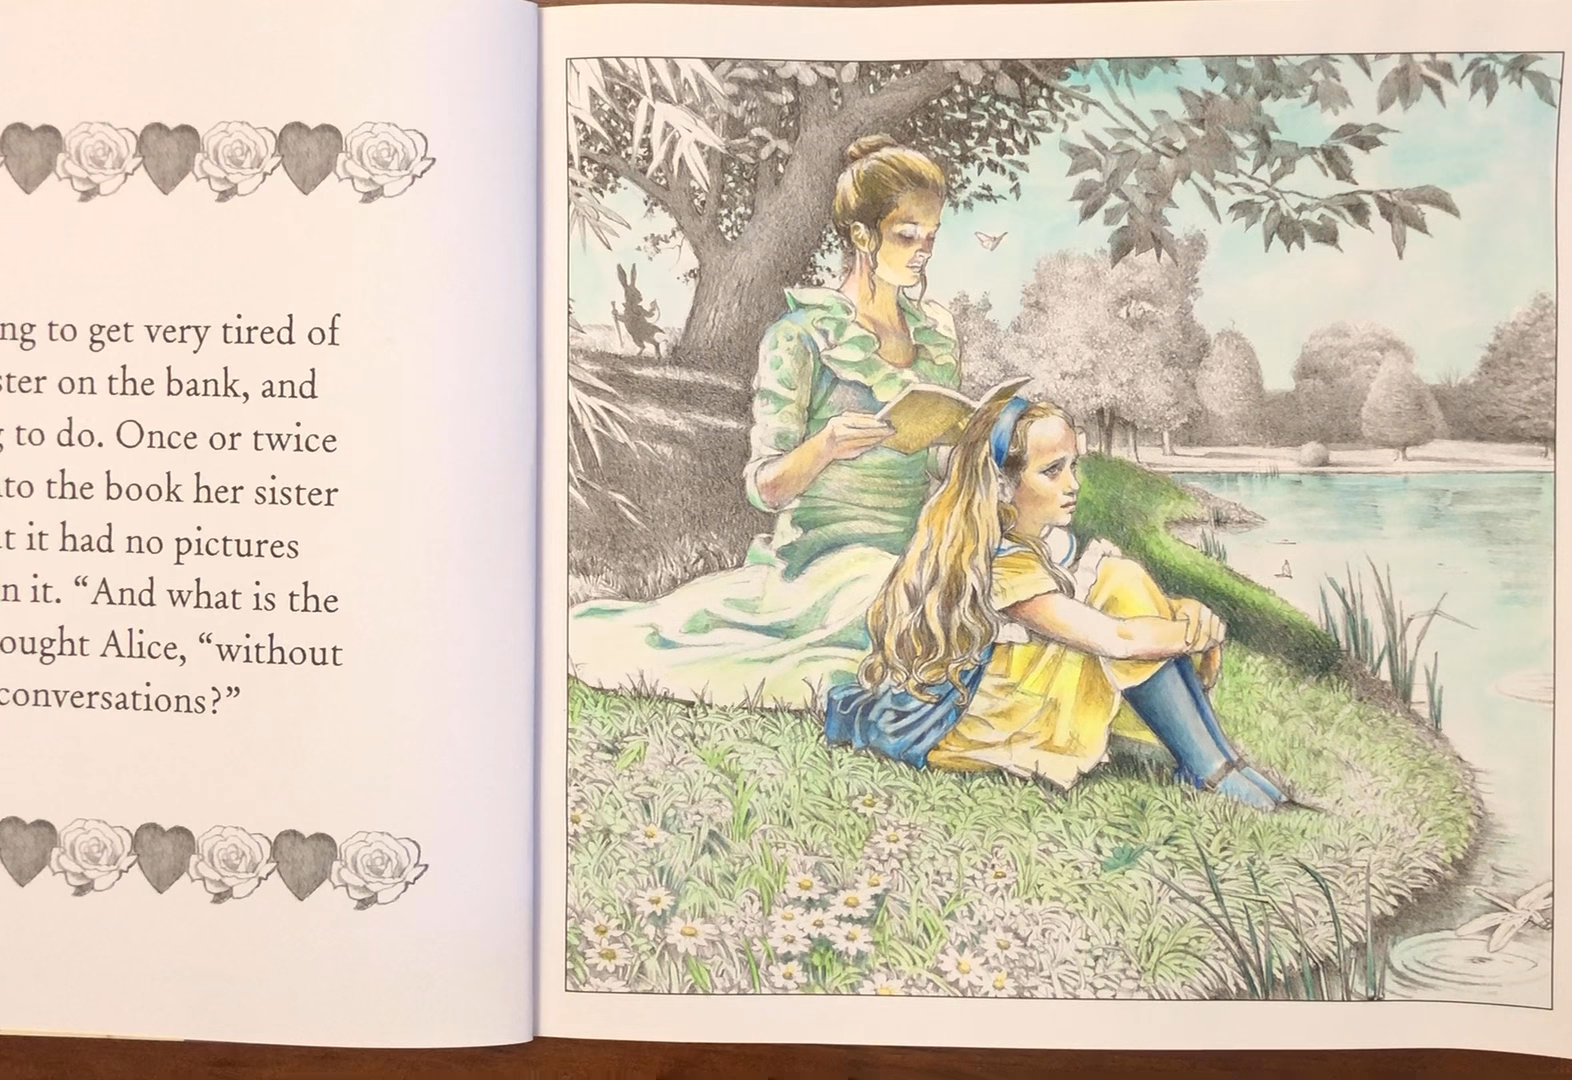 ng to get very tired of
ster on the bank, and
g to do. Once or twice
to the book her sister
t it had no pictures
n it. “And what is the
ought Alice, “without
conversations?”